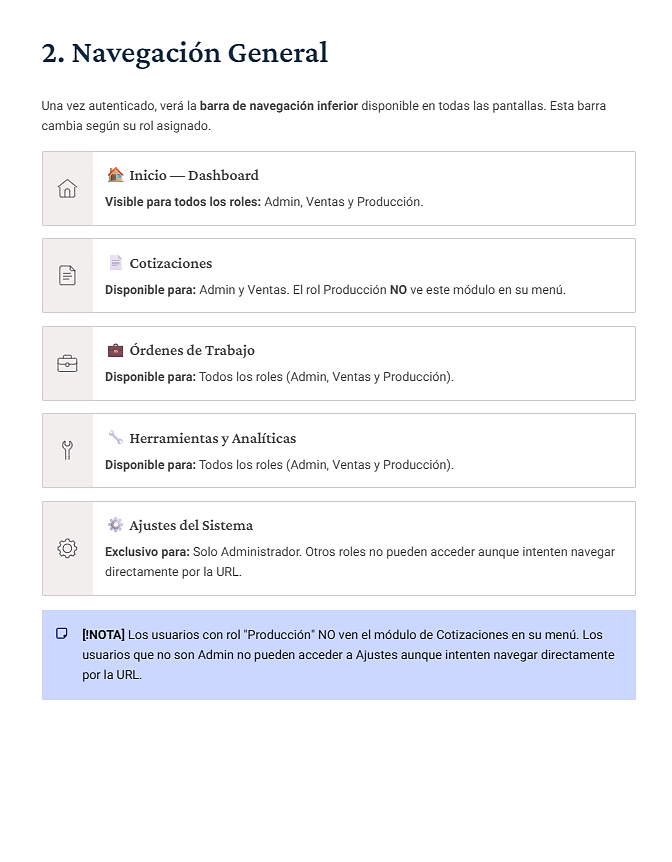 2. Navegación General
Una vez autenticado, verá la barra de navegación inferior disponible en todas las pantallas. Esta barra
cambia según su rol asignado.
🏠 Inicio — Dashboard
Visible para todos los roles: Admin, Ventas y Producción.
📄 Cotizaciones
Disponible para: Admin y Ventas. El rol Producción NO ve este módulo en su menú.
💼 Órdenes de Trabajo
Disponible para: Todos los roles (Admin, Ventas y Producción).
🔧 Herramientas y Analíticas
Disponible para: Todos los roles (Admin, Ventas y Producción).
⚙️ Ajustes del Sistema
Exclusivo para: Solo Administrador. Otros roles no pueden acceder aunque intenten navegar
directamente por la URL.
[!NOTA] Los usuarios con rol "Producción" NO ven el módulo de Cotizaciones en su menú. Los
usuarios que no son Admin no pueden acceder a Ajustes aunque intenten navegar directamente
por la URL.